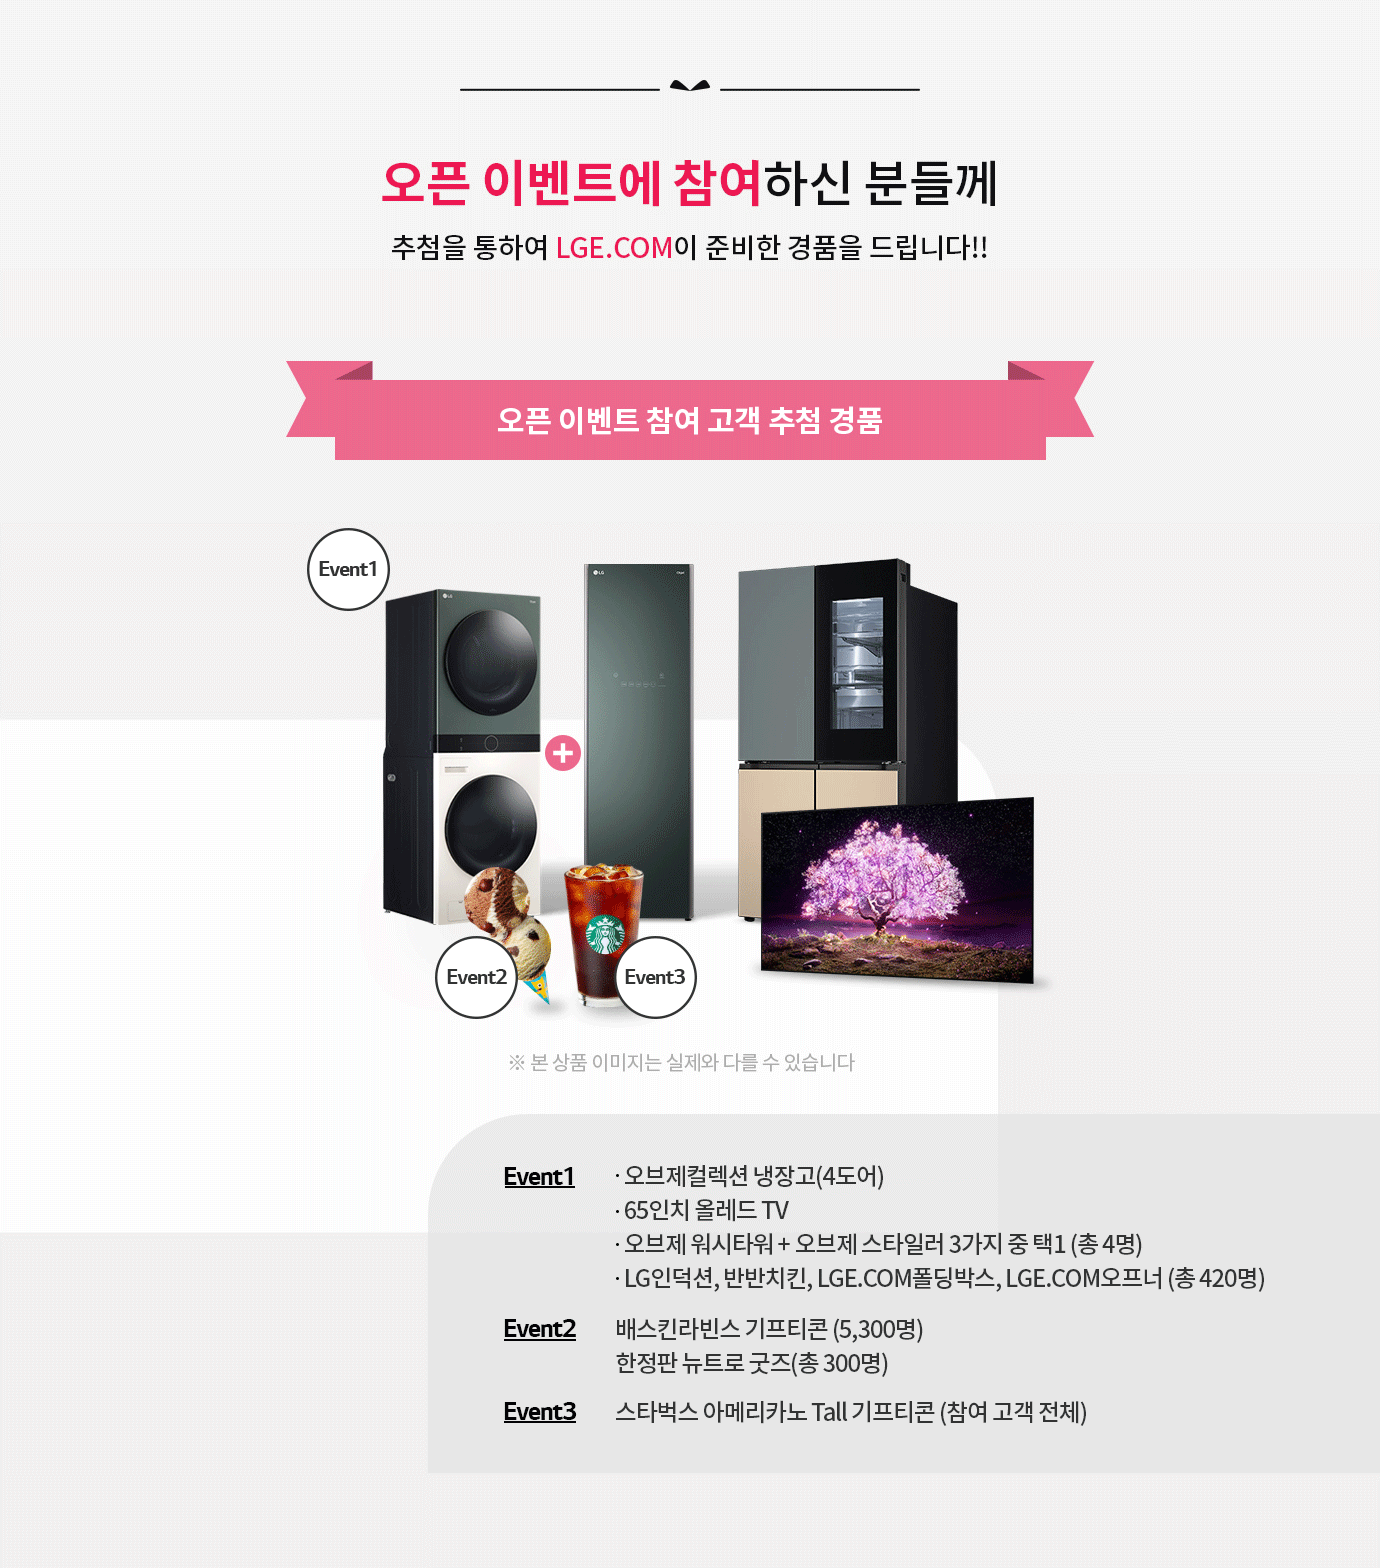 오픈 이벤트에 참여하신 분들께
추첨을 통하여 LGE.COM이 준비한 경품을 드립니다!!
오픈 이벤트 참여 고객 추첨 경품
Event1
LG
LG
Event2
Event3
※ 본 상품 이미지는 실제와 다를 수 있습니다
Event1
· 오브제컬렉션 냉장고(4도어)
· 65인치 올레드 TV
· 오브제 워시타워 + 오브제 스타일러 3가지 중 택1 (총 4명)
· LG인덕션, 반반치킨, LGE.COM폴딩박스, LGE.COM오프너 (총 420명)
Event2
배스킨라빈스 기프티콘 (5,300명)
한정판 뉴트로 굿즈(총 300명)
Event3
스타벅스 아메리카노 Tall 기프티콘 (참여 고객 전체)